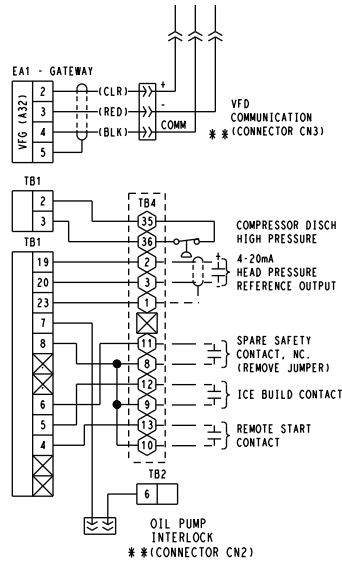 EA1 - GATEWAY
VFG (A32)
2 (CLR) +
3 (RED) -
4 (BLK) COMM
5
VFD
COMMUNICATION
**(CONNECTOR CN3)
TB1
2
3
TB4
35
36
COMPRESSOR DISCH
HIGH PRESSURE
TB1
19 2 +
20 3 -
23 1
4-20mA
HEAD PRESSURE
REFERENCE OUTPUT
7
8 11
8
SPARE SAFETY
CONTACT, NC.
(REMOVE JUMPER)
12
6 9
ICE BUILD CONTACT
5 13
4 10
REMOTE START
CONTACT
TB2
6
OIL PUMP
INTERLOCK
**(CONNECTOR CN2)